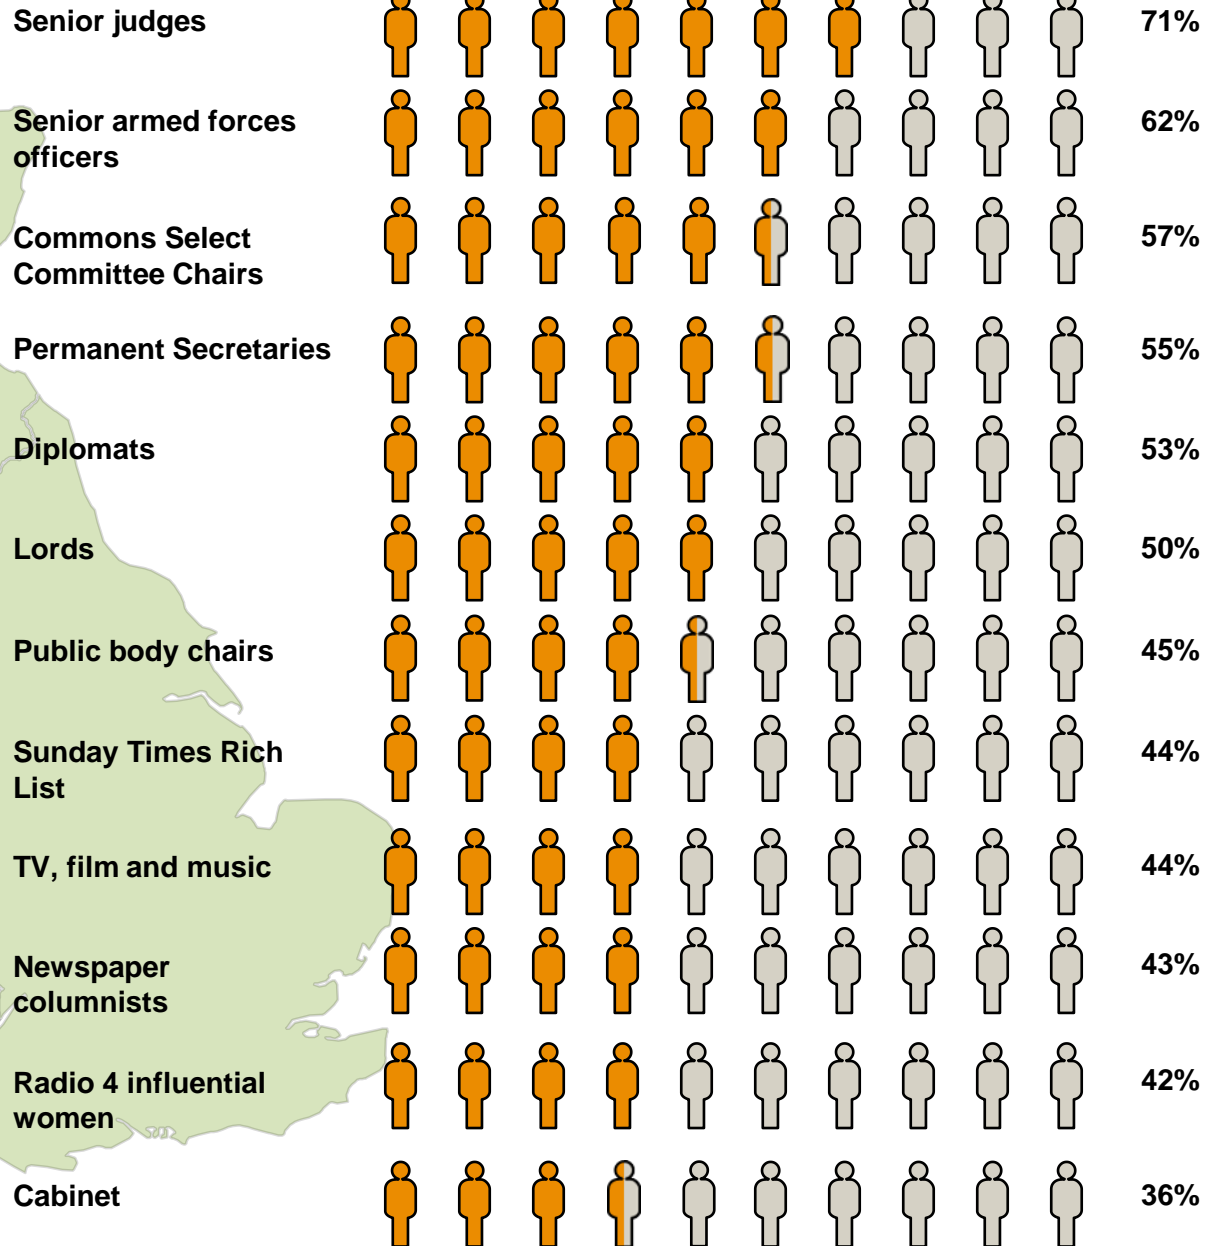 Senior judges 71%
Senior armed forces 62%
officers
Commons Select 57%
Committee Chairs
Permanent Secretaries 55%
Diplomats 53%
Lords 50%
Public body chairs 45%
Sunday Times Rich 44%
List
TV, film and music 44%
Newspaper 43%
columnists
Radio 4 influential 42%
women
Cabinet 36%